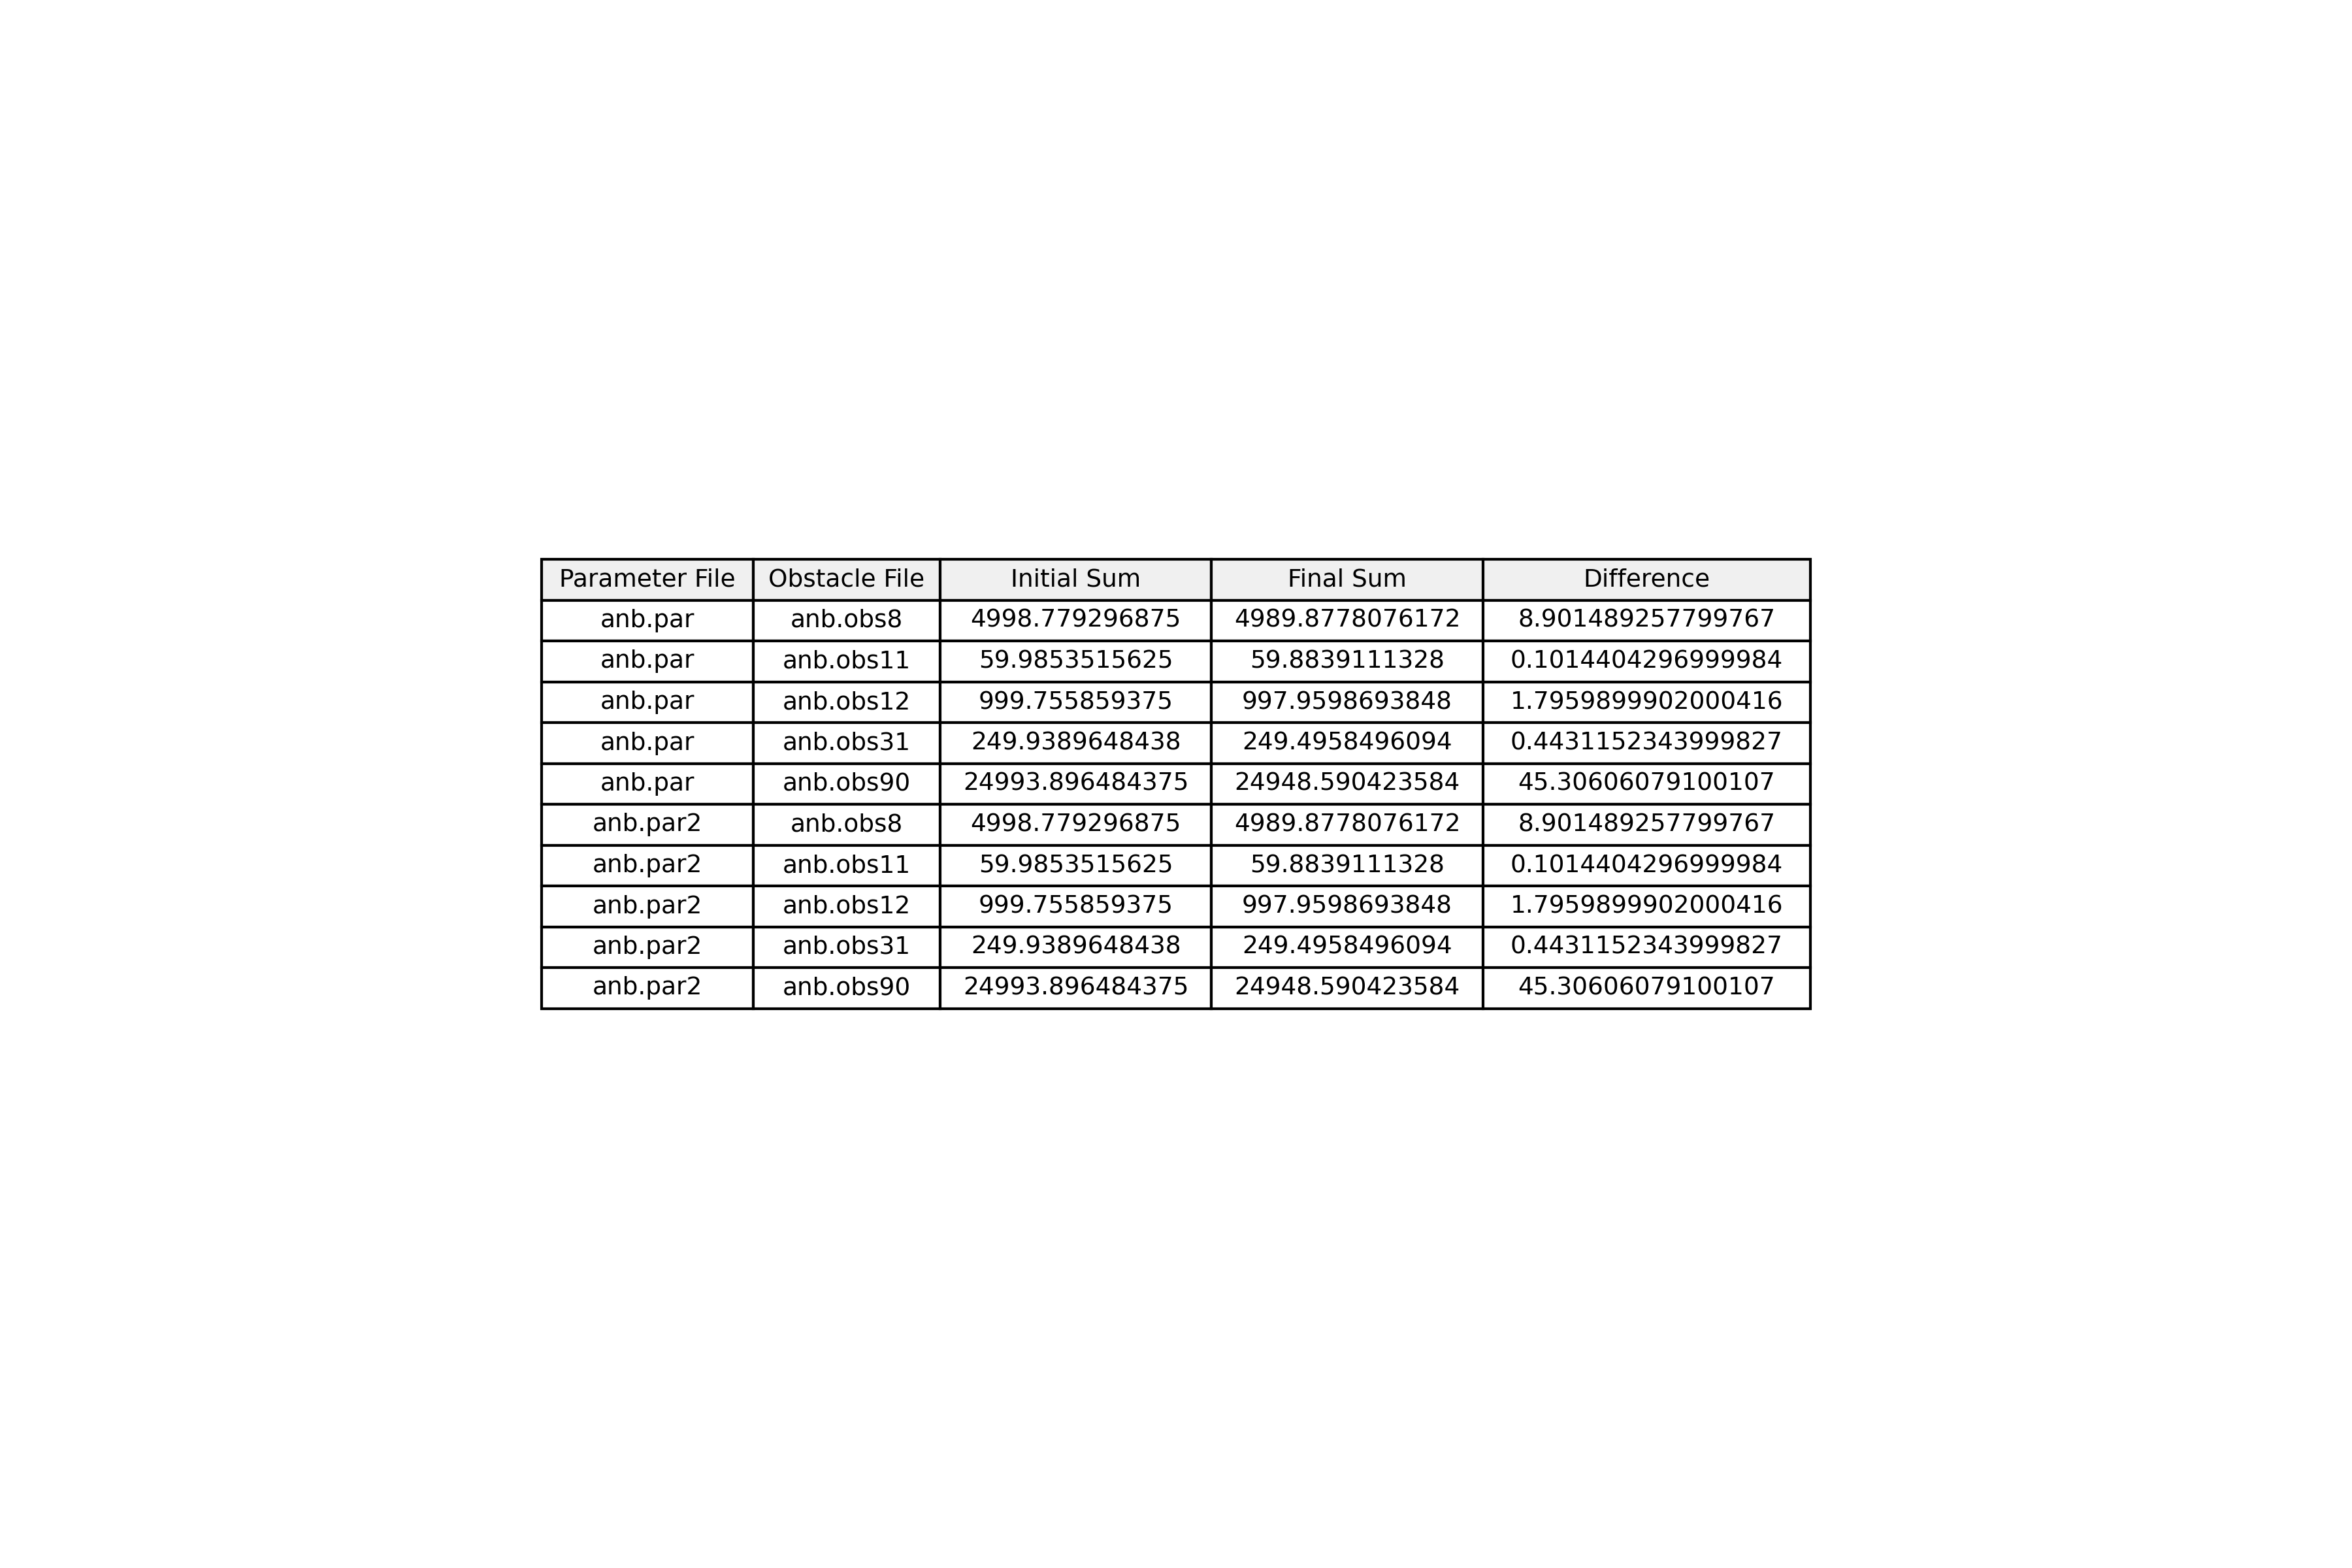 Parameter File Obstacle File Initial Sum Final Sum Difference
anb.par anb.obs8 4998.779296875 4989.8778076172 8.901489257799767
anb.par anb.obs11 59.9853515625 59.8839111328 0.1014404296999984
anb.par anb.obs12 999.755859375 997.9598693848 1.7959899902000416
anb.par anb.obs31 249.9389648438 249.4958496094 0.4431152343999827
anb.par anb.obs90 24993.896484375 24948.590423584 45.30606079100107
anb.par2 anb.obs8 4998.779296875 4989.8778076172 8.901489257799767
anb.par2 anb.obs11 59.9853515625 59.8839111328 0.1014404296999984
anb.par2 anb.obs12 999.755859375 997.9598693848 1.7959899902000416
anb.par2 anb.obs31 249.9389648438 249.4958496094 0.4431152343999827
anb.par2 anb.obs90 24993.896484375 24948.590423584 45.30606079100107